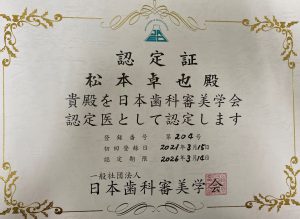 認定証
松本卓也殿
貴殿を日本歯科審美学会
認定医として認定します
登録番号 第204号
初回登録日 2021年3月15日
認定期限 2026年3月14日
一般社団法人
日本歯科審美学会